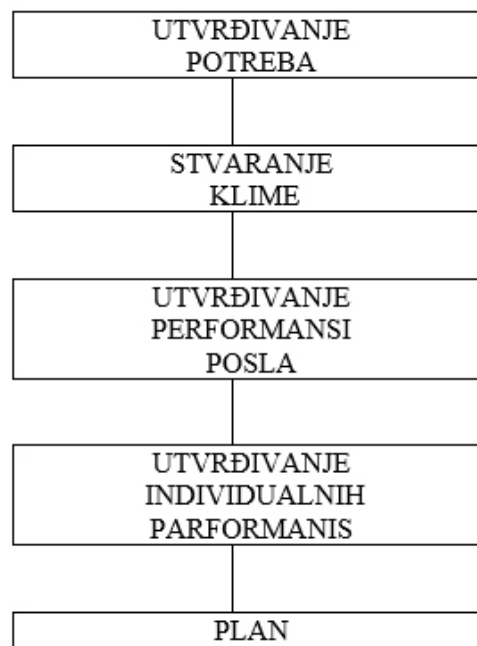 UTVRĐIVANJE
POTREBA
STVARANJE
KLIME
UTVRĐIVANJE
PERFORMANSI
POSLA
UTVRĐIVANJE
INDIVIDUALNIH
PARFORMANIS
PLAN